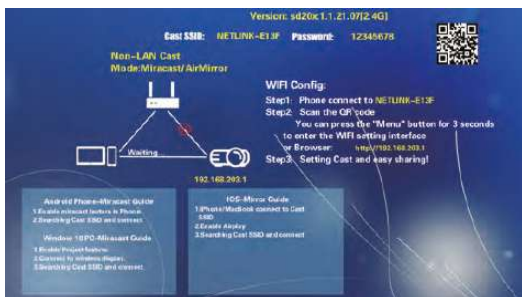 Version: sd20x.1.1.21.07[2.4G]
Cast SSID: NETLINK-E13F Password: 12345678
Non-LAN Cast
Mode:Miracast/AirMirror
WIFI Config:
Step1: Phone connect to NETLINK-E13F
Step2: Scan the QR code
You can press the "Menu" button for 3 seconds
to enter the WIFI setting interface
or Browser: http://192.168.203.1
Step3: Setting Cast and easy sharing!
Waiting...
192.168.203.1
Android Phone-Miracast Guide
1.Enable miracast feature in Phone.
2.Searching Cast SSID and connect
Window 10 PC-Miracast Guide
1.Enable Project feature.
2.Connect to wireless display.
3.Searching Cast SSID and connect.
IOS-Mirror Guide
1.iPhone/MacBook connect to Cast
SSID
2.Enable Airplay
3.Searching Cast SSID and connect